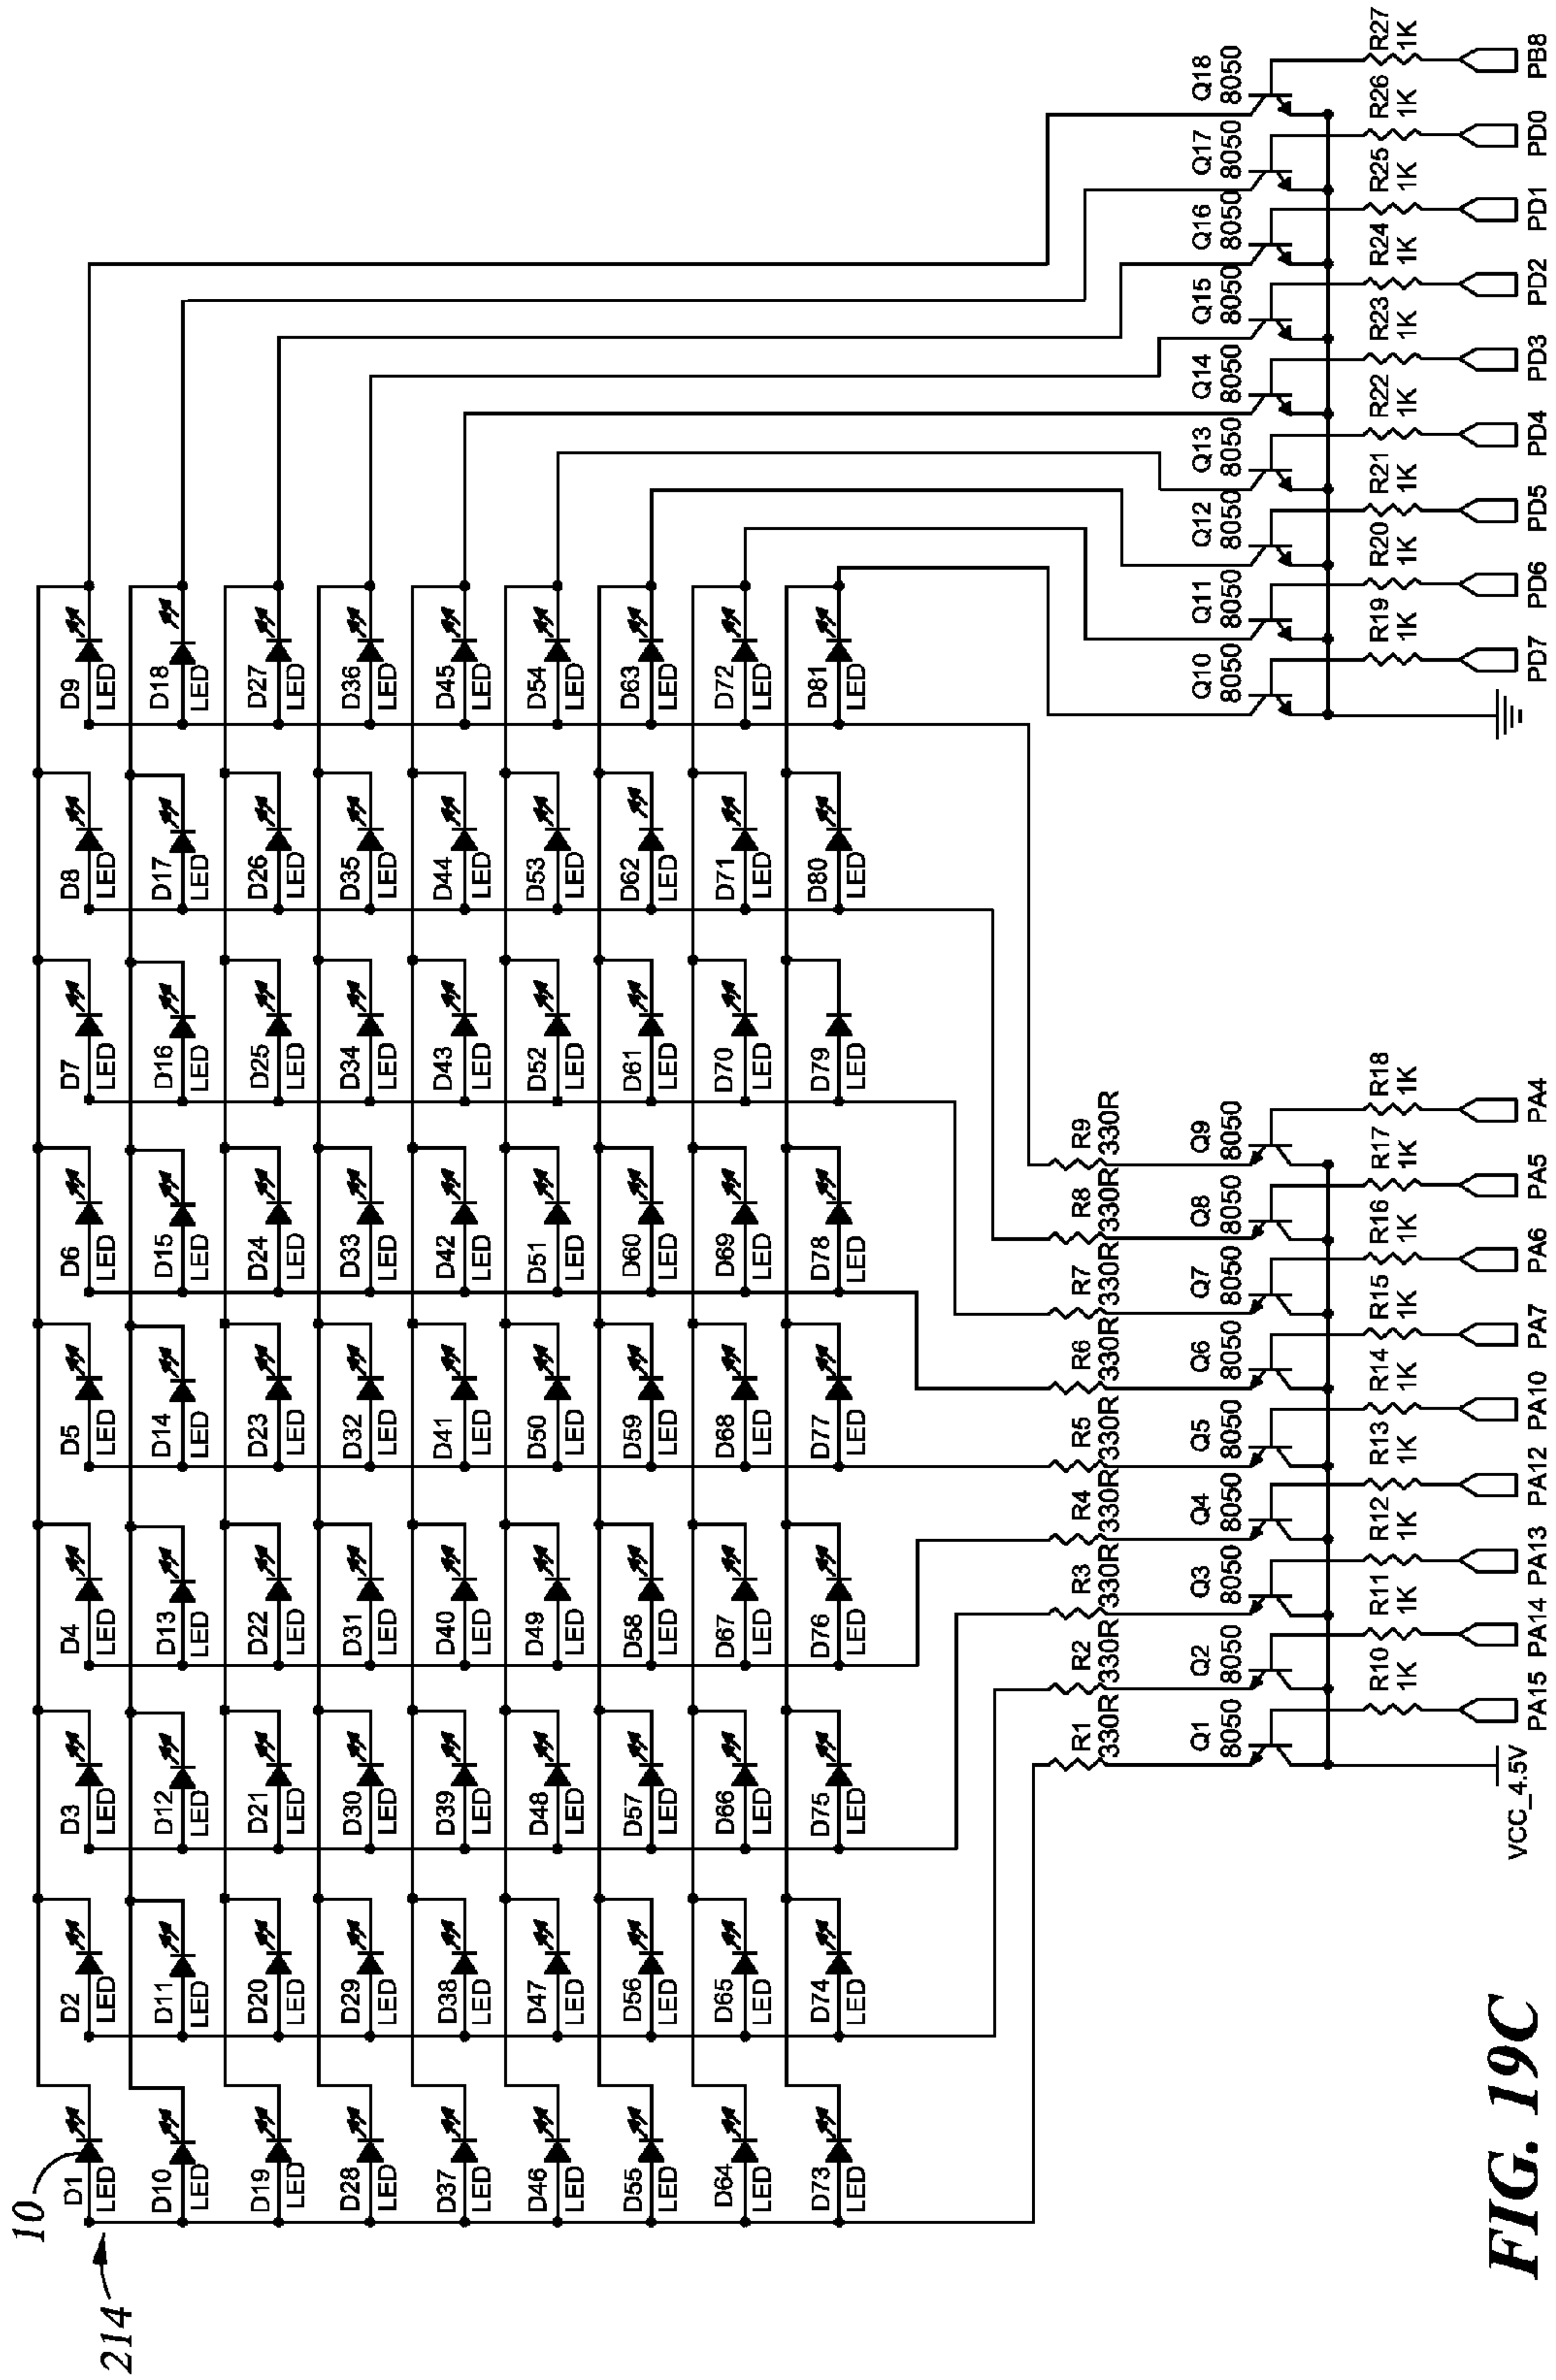 10
214
D1 D2 D3 D4 D5 D6 D7 D8 D9
LED LED LED LED LED LED LED LED LED
D10 D11 D12 D13 D14 D15 D16 D17 D18
LED LED LED LED LED LED LED LED LED
D19 D20 D21 D22 D23 D24 D25 D26 D27
LED LED LED LED LED LED LED LED LED
D28 D29 D30 D31 D32 D33 D34 D35 D36
LED LED LED LED LED LED LED LED LED
D37 D38 D39 D40 D41 D42 D43 D44 D45
LED LED LED LED LED LED LED LED LED
D46 D47 D48 D49 D50 D51 D52 D53 D54
LED LED LED LED LED LED LED LED LED
D55 D56 D57 D58 D59 D60 D61 D62 D63
LED LED LED LED LED LED LED LED LED
D64 D65 D66 D67 D68 D69 D70 D71 D72
LED LED LED LED LED LED LED LED LED
D73 D74 D75 D76 D77 D78 D79 D80 D81
LED LED LED LED LED LED LED LED LED
R1 R2 R3 R4 R5 R6 R7 R8 R9
330R 330R 330R 330R 330R 330R 330R 330R 330R
Q1 Q2 Q3 Q4 Q5 Q6 Q7 Q8 Q9 Q10 Q11 Q12 Q13 Q14 Q15 Q16 Q17 Q18
8050 8050 8050 8050 8050 8050 8050 8050 8050 8050 8050 8050 8050 8050 8050 8050 8050 8050
R10 R11 R12 R13 R14 R15 R16 R17 R18 R19 R20 R21 R22 R23 R24 R25 R26 R27
1K 1K 1K 1K 1K 1K 1K 1K 1K 1K 1K 1K 1K 1K 1K 1K 1K 1K
VCC_4.5V
PA15 PA14 PA13 PA12 PA10 PA7 PA6 PA5 PA4 PD7 PD6 PD5 PD4 PD3 PD2 PD1 PD0 PB8
FIG. 19C